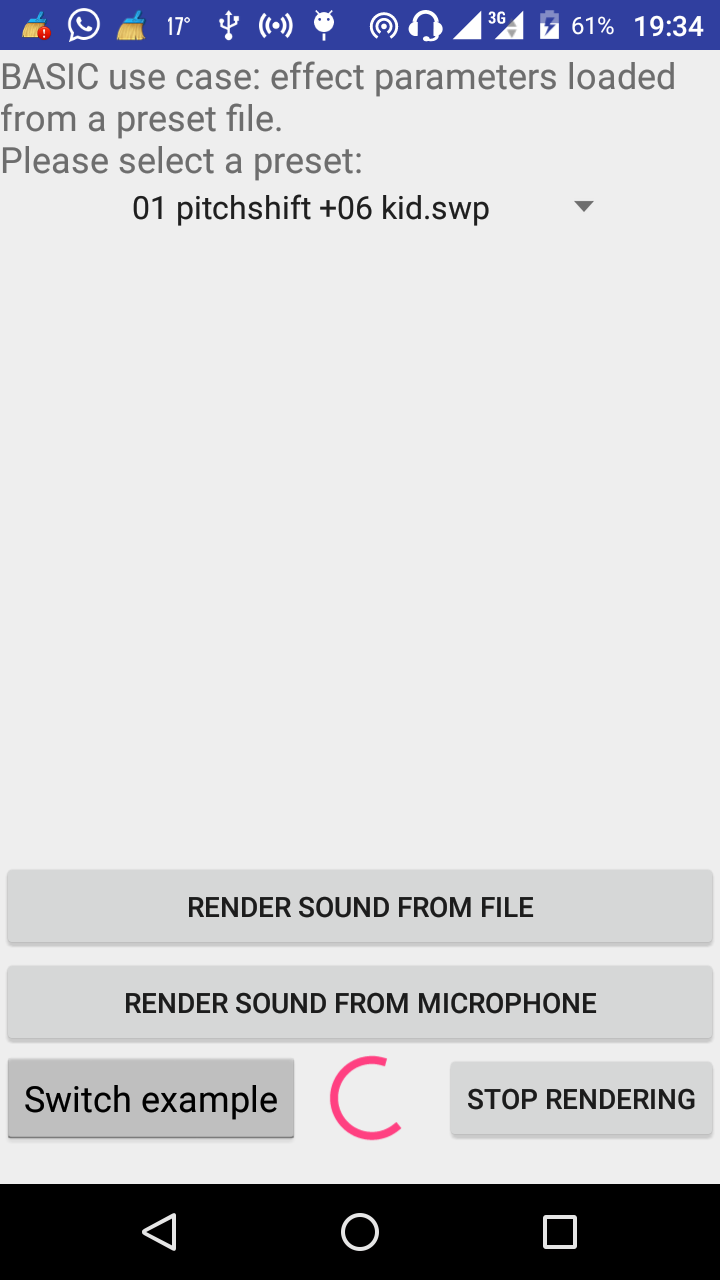 17° 3G 61% 19:34
BASIC use case: effect parameters loaded
from a preset file.
Please select a preset:
01 pitchshift +06 kid.swp
RENDER SOUND FROM FILE
RENDER SOUND FROM MICROPHONE
Switch example STOP RENDERING